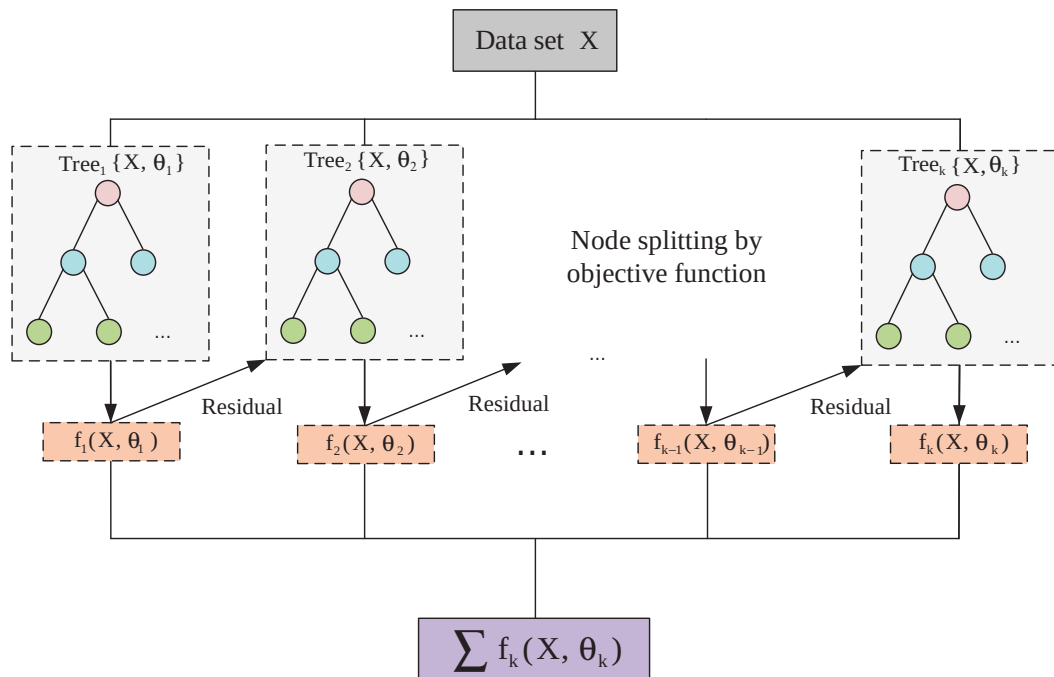 Data set X
Tree₁ {X, θ₁}
Tree₂ {X, θ₂}
Treeₖ {X, θₖ}
Node splitting by
objective function
...
...
...
...
Residual
Residual
Residual
f₁(X, θ₁)
f₂(X, θ₂)
...
fₖ₋₁(X, θₖ₋₁)
fₖ(X, θₖ)
∑ fₖ(X, θₖ)